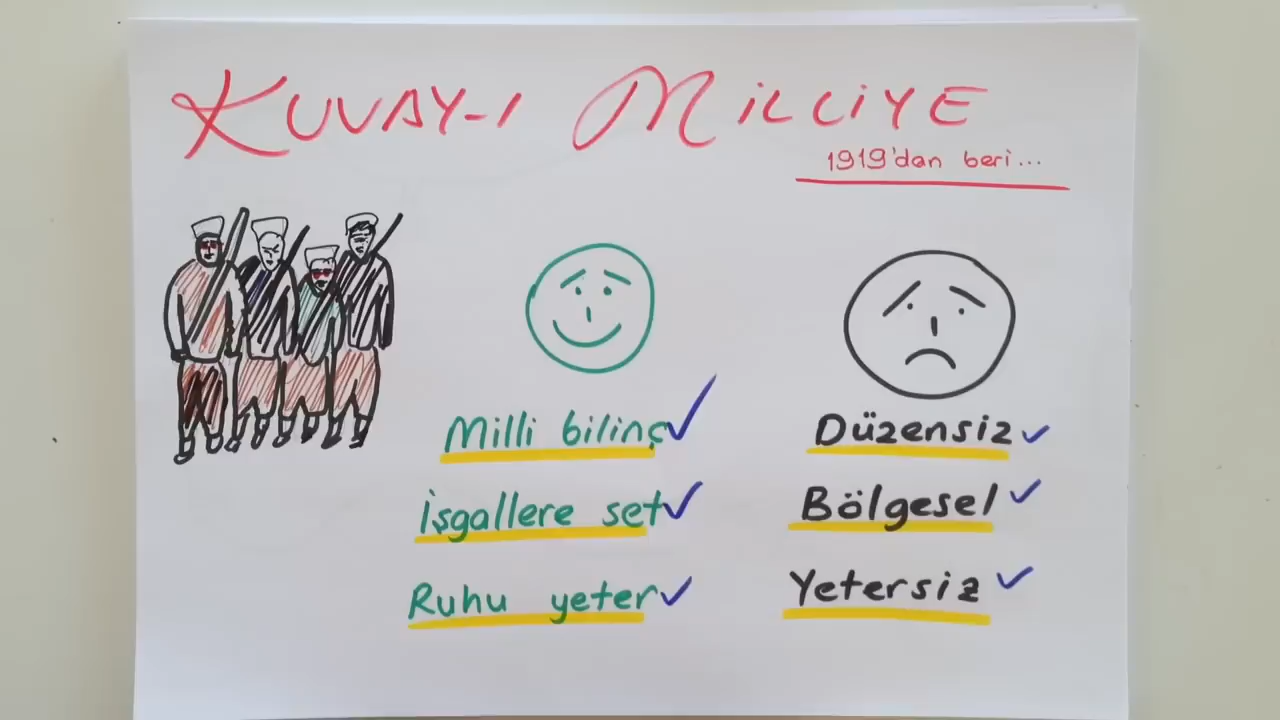 KUVAY-I MİLLİYE
1919'dan beri...
Milli bilinç
İşgallere set
Ruhu yeter
Düzensiz
Bölgesel
Yetersiz